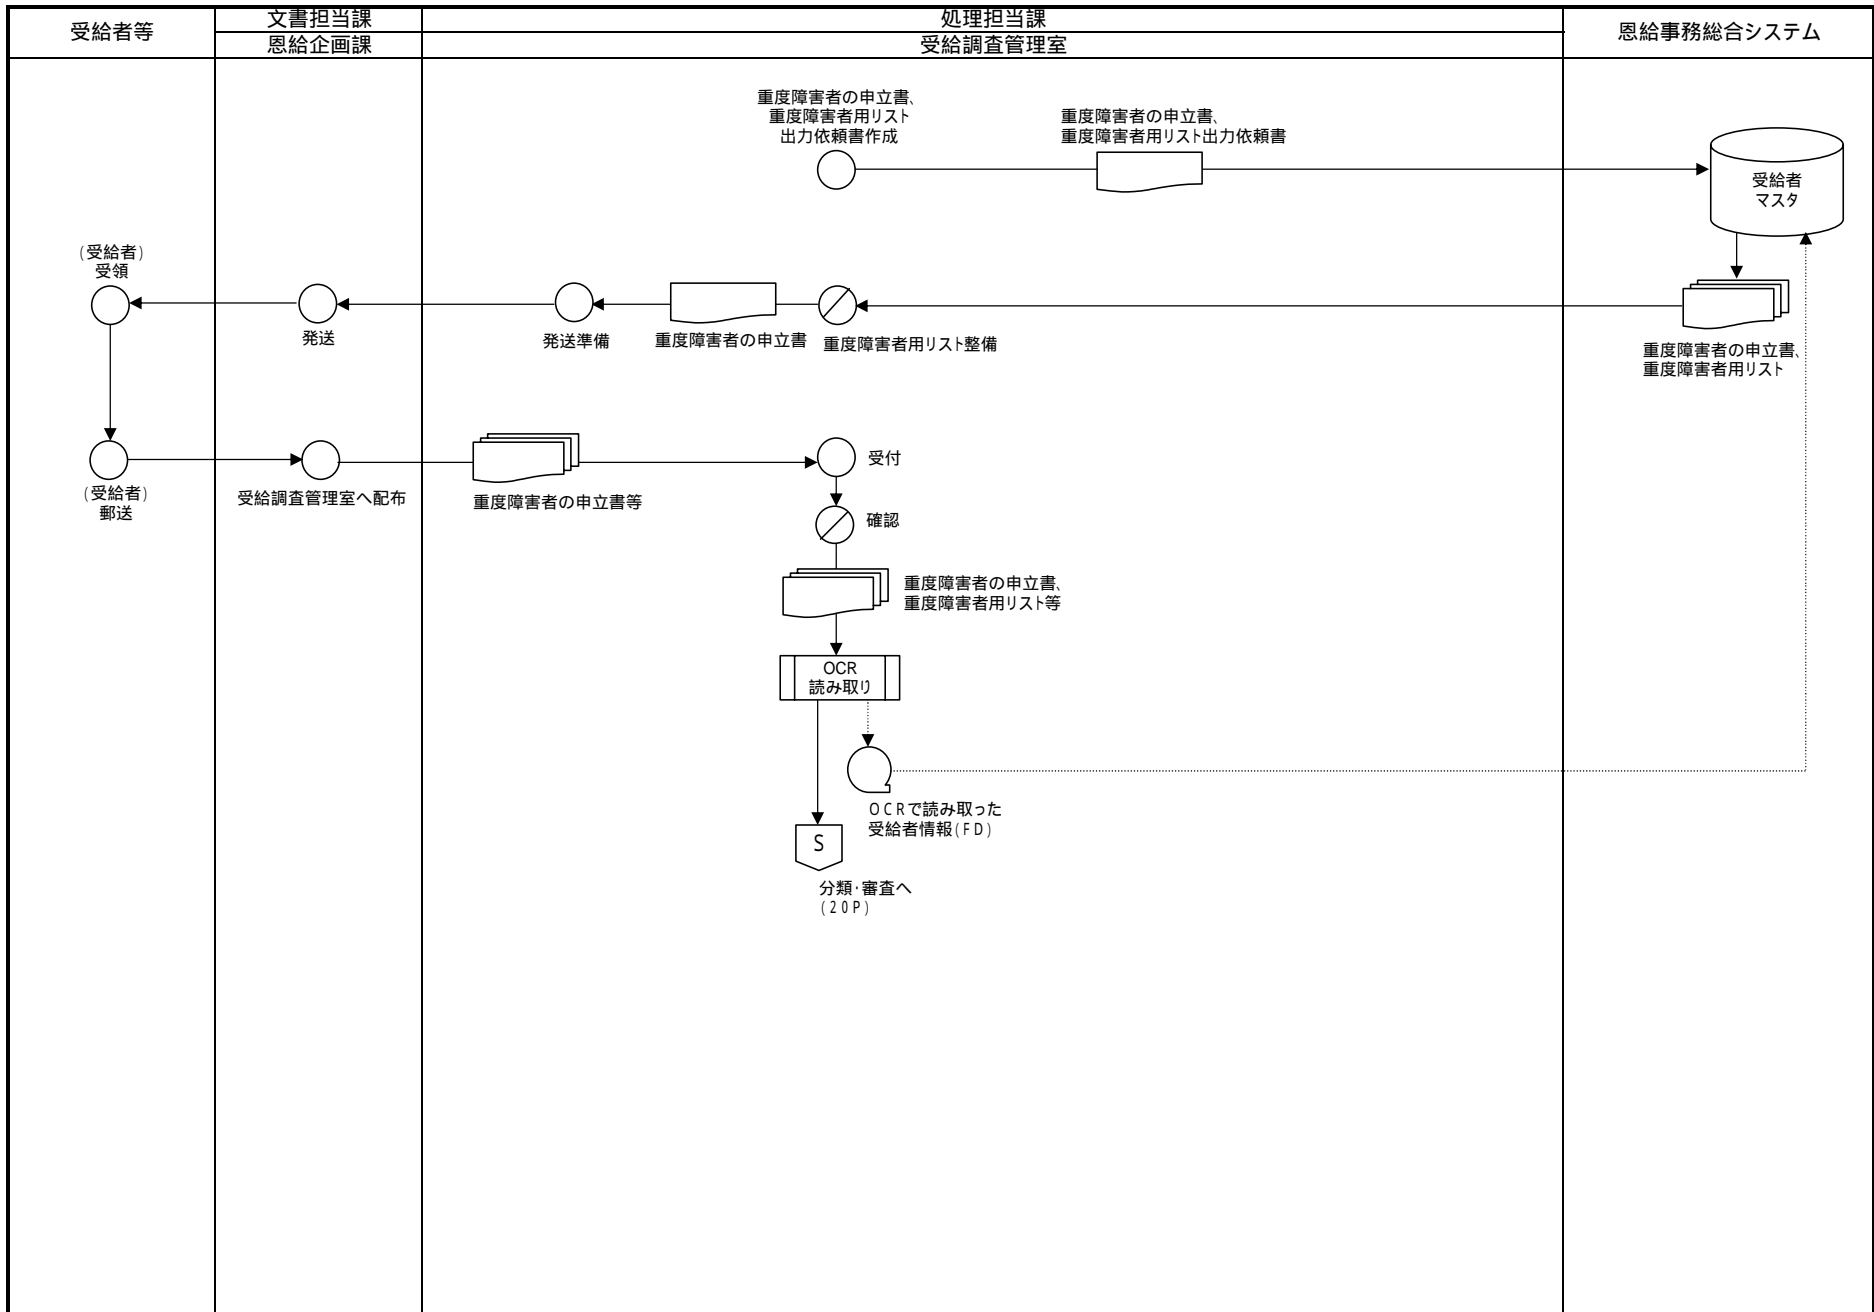 受給者等
文書担当課
恩給企画課
処理担当課
受給調査管理室
恩給事務総合システム
重度障害者の申立書、
重度障害者用リスト
出力依頼書作成
重度障害者の申立書、
重度障害者用リスト出力依頼書
受給者
マスタ
(受給者)
受領
発送
発送準備
重度障害者の申立書
重度障害者用リスト整備
重度障害者の申立書、
重度障害者用リスト
(受給者)
郵送
受給調査管理室へ配布
重度障害者の申立書等
受付
確認
重度障害者の申立書、
重度障害者用リスト等
OCR
読み取り
OCRで読み取った
受給者情報(FD)
S
分類・審査へ
(20P)